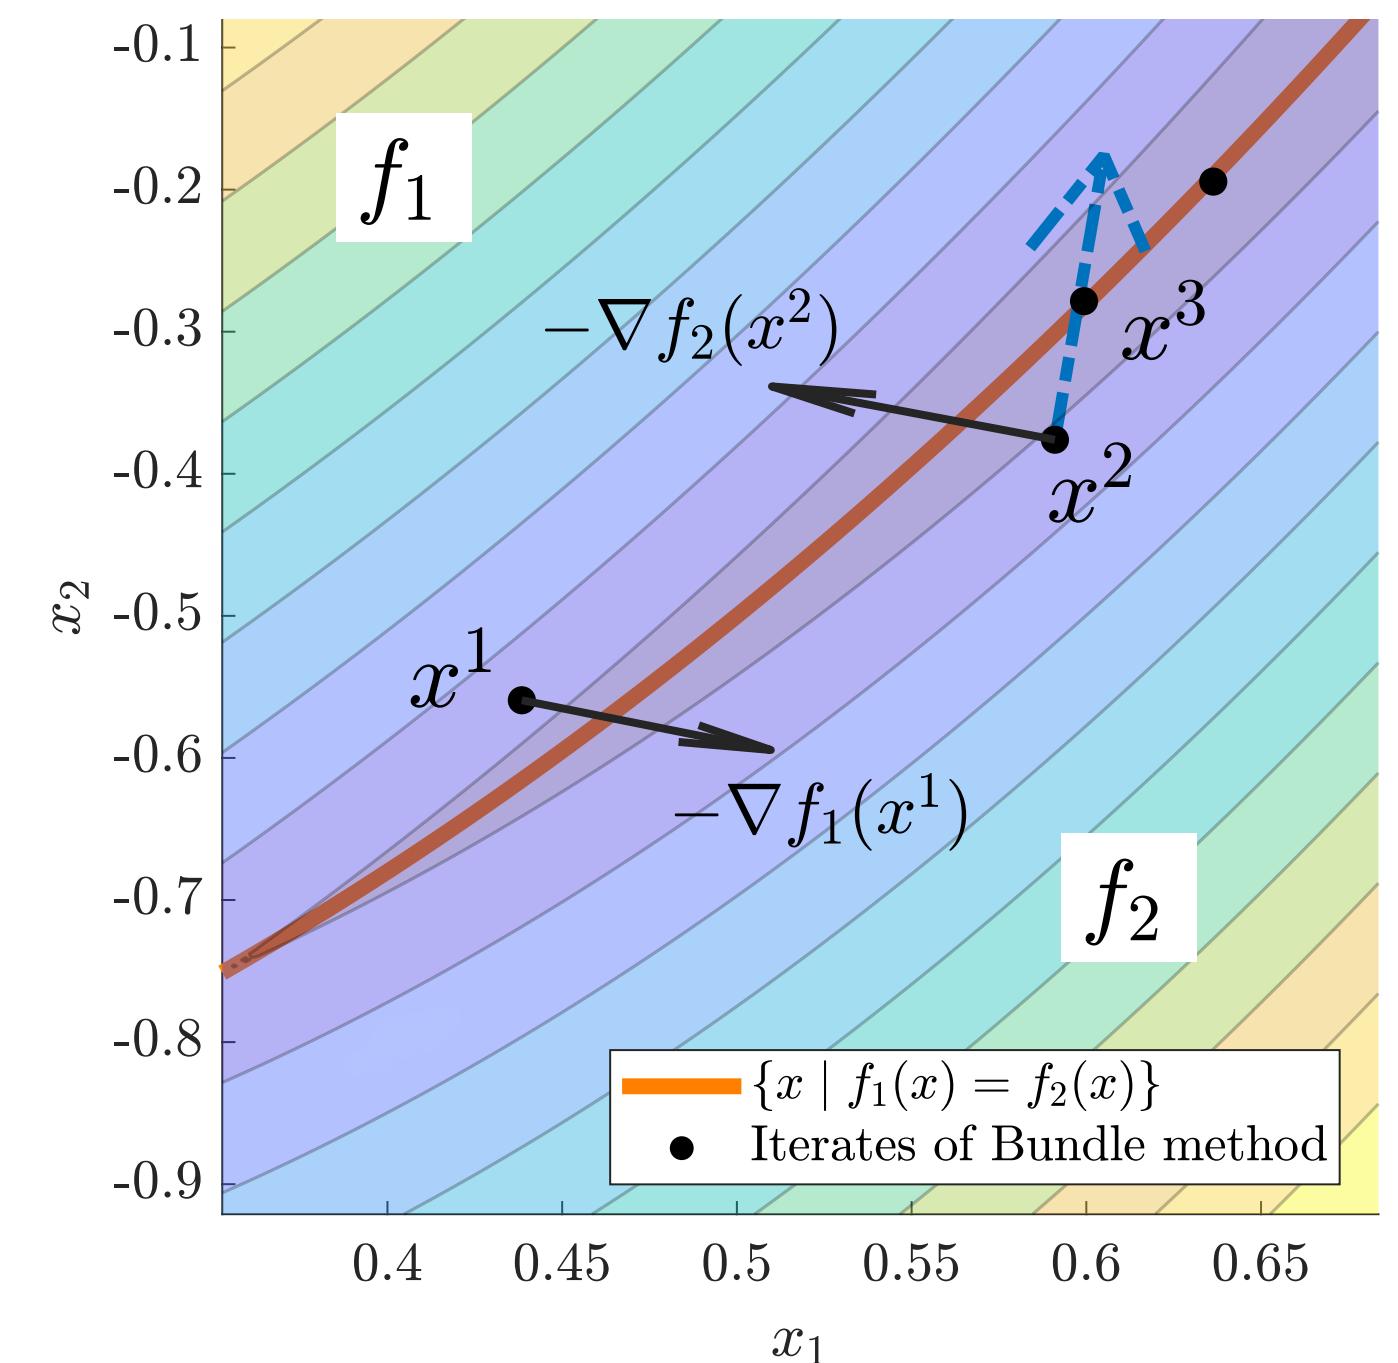 -0.1
f₁
-0.2
-0.3
−∇f₂(x²)
x³
-0.4
x²
x₂
-0.5
x¹
-0.6
−∇f₁(x¹)
-0.7
f₂
-0.8
{x | f₁(x) = f₂(x)}
Iterates of Bundle method
-0.9
0.4 0.45 0.5 0.55 0.6 0.65
x₁